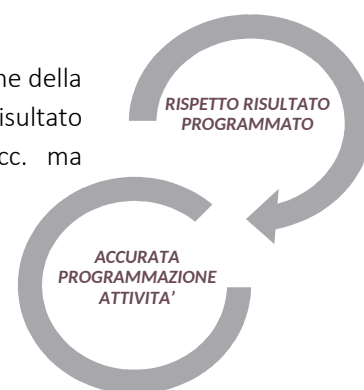 ne della
isultato
cc. ma
RISPETTO RISULTATO
PROGRAMMATO
ACCURATA
PROGRAMMAZIONE
ATTIVITA’